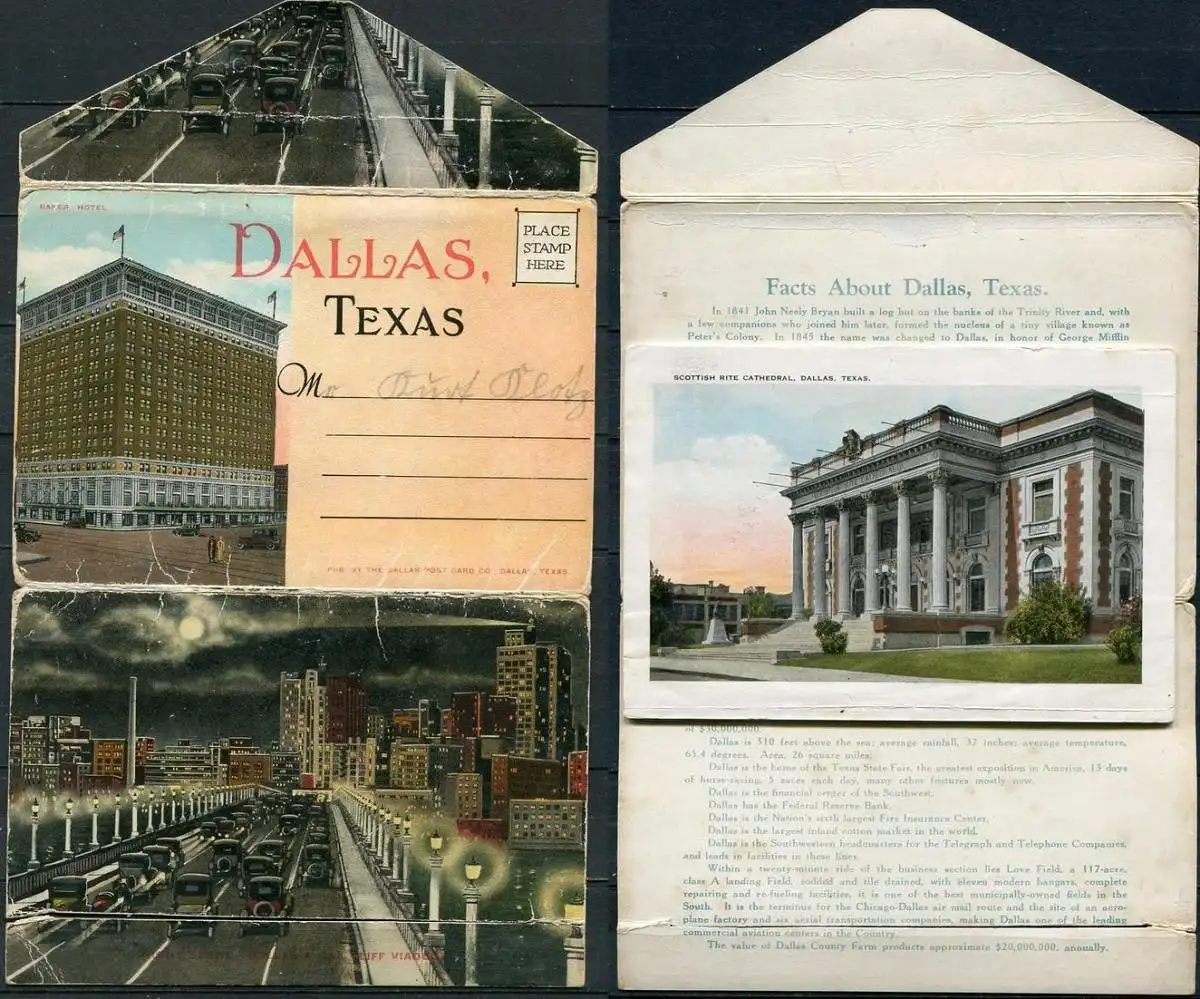 BAKER HOTEL
DALLAS,
TEXAS
PLACE
STAMP
HERE
Mr Kurt Klotz
PUB. BY THE DALLAS POST CARD CO., DALLAS, TEXAS.
CLIFF VIADUCT
Facts About Dallas, Texas.
In 1841 John Neely Bryan built a log hut on the banks of the Trinity River and, with
a few companions who joined him later, formed the nucleus of a tiny village known as
Peter's Colony. In 1845 the name was changed to Dallas, in honor of George Mifflin
SCOTTISH RITE CATHEDRAL, DALLAS, TEXAS.
of $50,000,000.
Dallas is 510 feet above the sea; average rainfall, 37 inches; average temperature,
65.4 degrees. Area, 26 square miles.
Dallas is the home of the Texas State Fair, the greatest exposition in America, 13 days
of horse racing, 5 races each day, many other features mostly new.
Dallas is the financial center of the Southwest.
Dallas has the Federal Reserve Bank.
Dallas is the Nation's sixth largest Fire Insurance Center.
Dallas is the largest inland cotton market in the world.
Dallas is the Southwestern headquarters for the Telegraph and Telephone Companies,
and leads in facilities in these lines.
Within a twenty-minute ride of the business section lies Love Field, a 117-acre,
class A landing Field, sodded and tile drained, with eleven modern hangars, complete
repairing and re-fueling facilities, it is one of the best municipally-owned fields in the
South. It is the terminus for the Chicago-Dallas air mail route and the site of an aero-
plane factory and six aerial transportation companies, making Dallas one of the leading
commercial aviation centers in the Country.
The value of Dallas County Farm products approximate $20,000,000, annually.